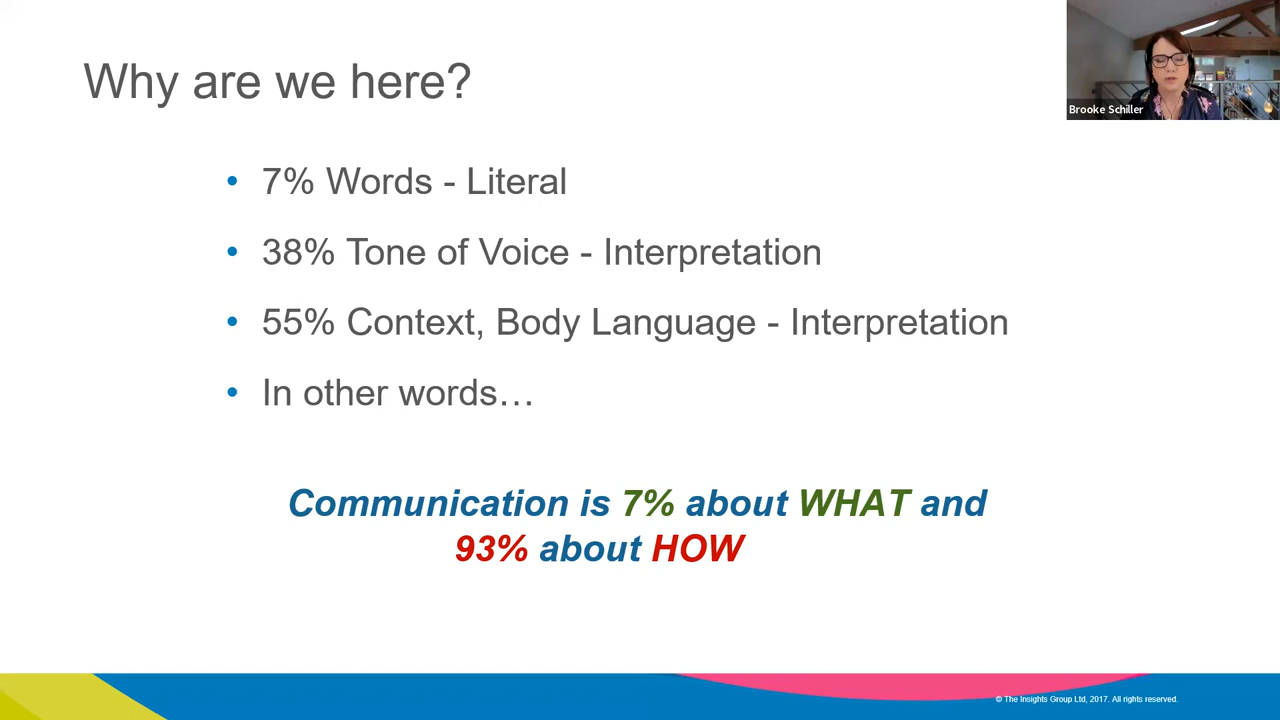 Why are we here?
Brooke Schiller
• 7% Words - Literal
• 38% Tone of Voice - Interpretation
• 55% Context, Body Language - Interpretation
• In other words…
Communication is 7% about WHAT and
93% about HOW
© The Insights Group Ltd, 2017. All rights reserved.